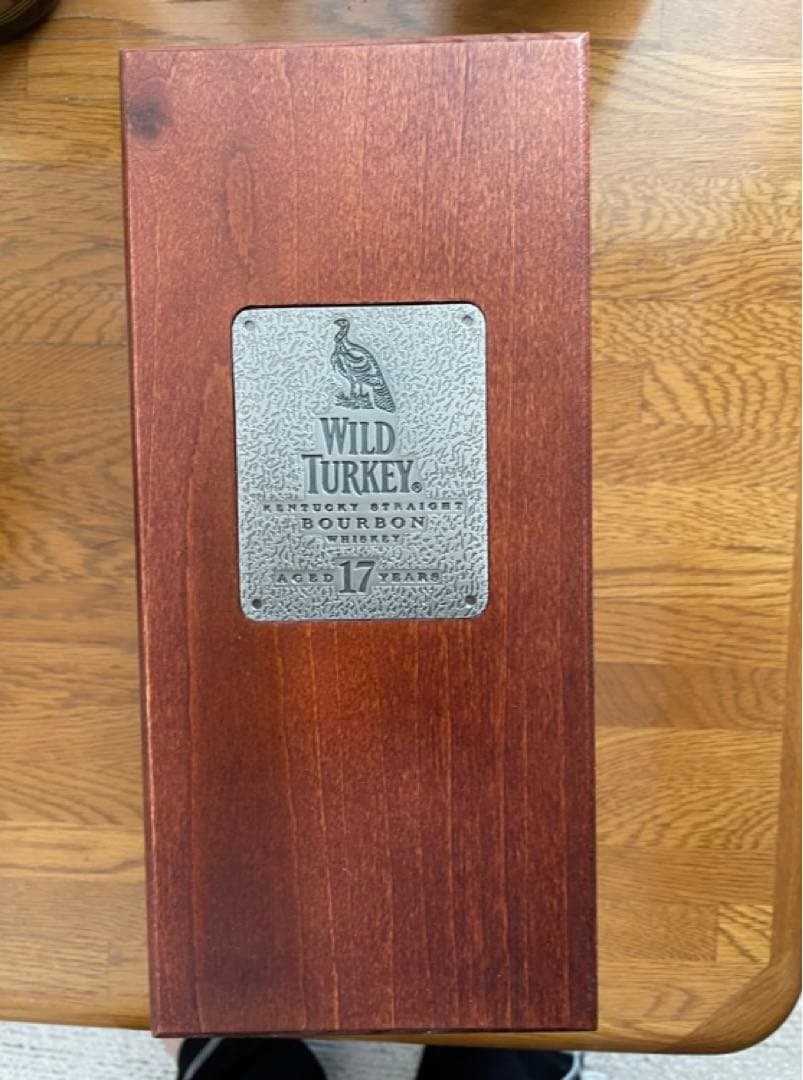 WILD
TURKEY®
KENTUCKY STRAIGHT
BOURBON
WHISKEY
AGED 17 YEARS